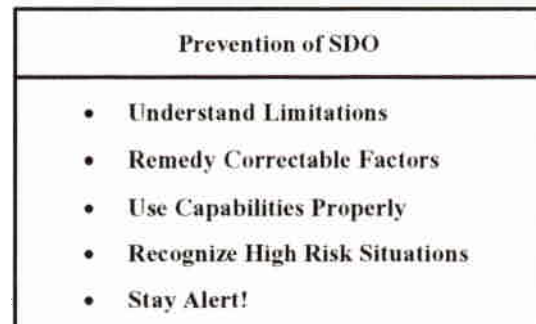 Prevention of SDO
• Understand Limitations
• Remedy Correctable Factors
• Use Capabilities Properly
• Recognize High Risk Situations
• Stay Alert!